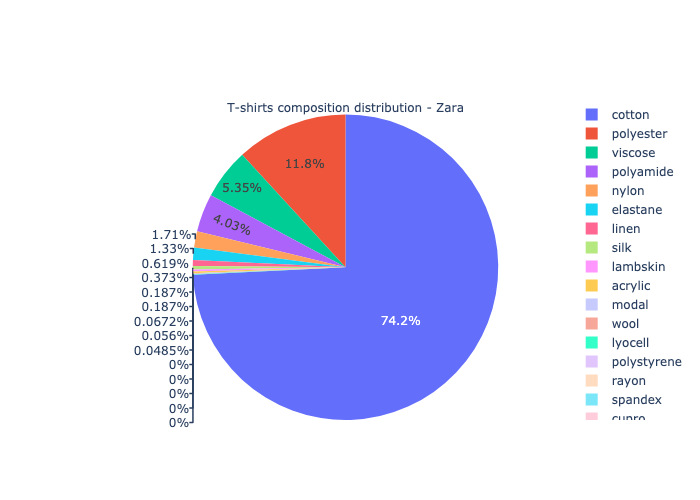 T-shirts composition distribution - Zara
cotton
polyester
viscose
polyamide
nylon
elastane
linen
silk
lambskin
acrylic
modal
wool
lyocell
polystyrene
rayon
spandex
cupro
11.8%
5.35%
4.03%
74.2%
1.71%
1.33%
0.619%
0.373%
0.187%
0.187%
0.0672%
0.056%
0.0485%
0%
0%
0%
0%
0%